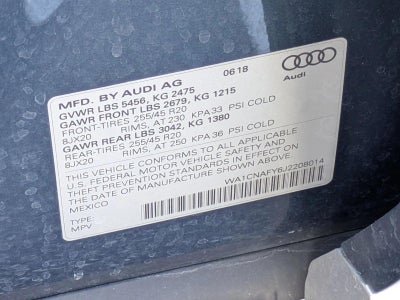 MFD. BY AUDI AG
06 18
Audi
GVWR LBS 5456, KG 2475
GAWR FRONT LBS 2679, KG 1215
FRONT-TIRES 255/45 R20
8JX20 RIMS, AT 230 KPA/33 PSI COLD
GAWR REAR LBS 3042, KG 1380
REAR-TIRES 255/45 R20
8JX20 RIMS, AT 250 KPA/36 PSI COLD
THIS VEHICLE CONFORMS TO ALL APPLICABLE
U.S. FEDERAL MOTOR VEHICLE SAFETY AND
THEFT PREVENTION STANDARDS IN EFFECT ON
THE DATE OF MANUFACTURE SHOWN ABOVE.
MEXICO
WA1CNAFY6J2208014
TYPE:
MPV